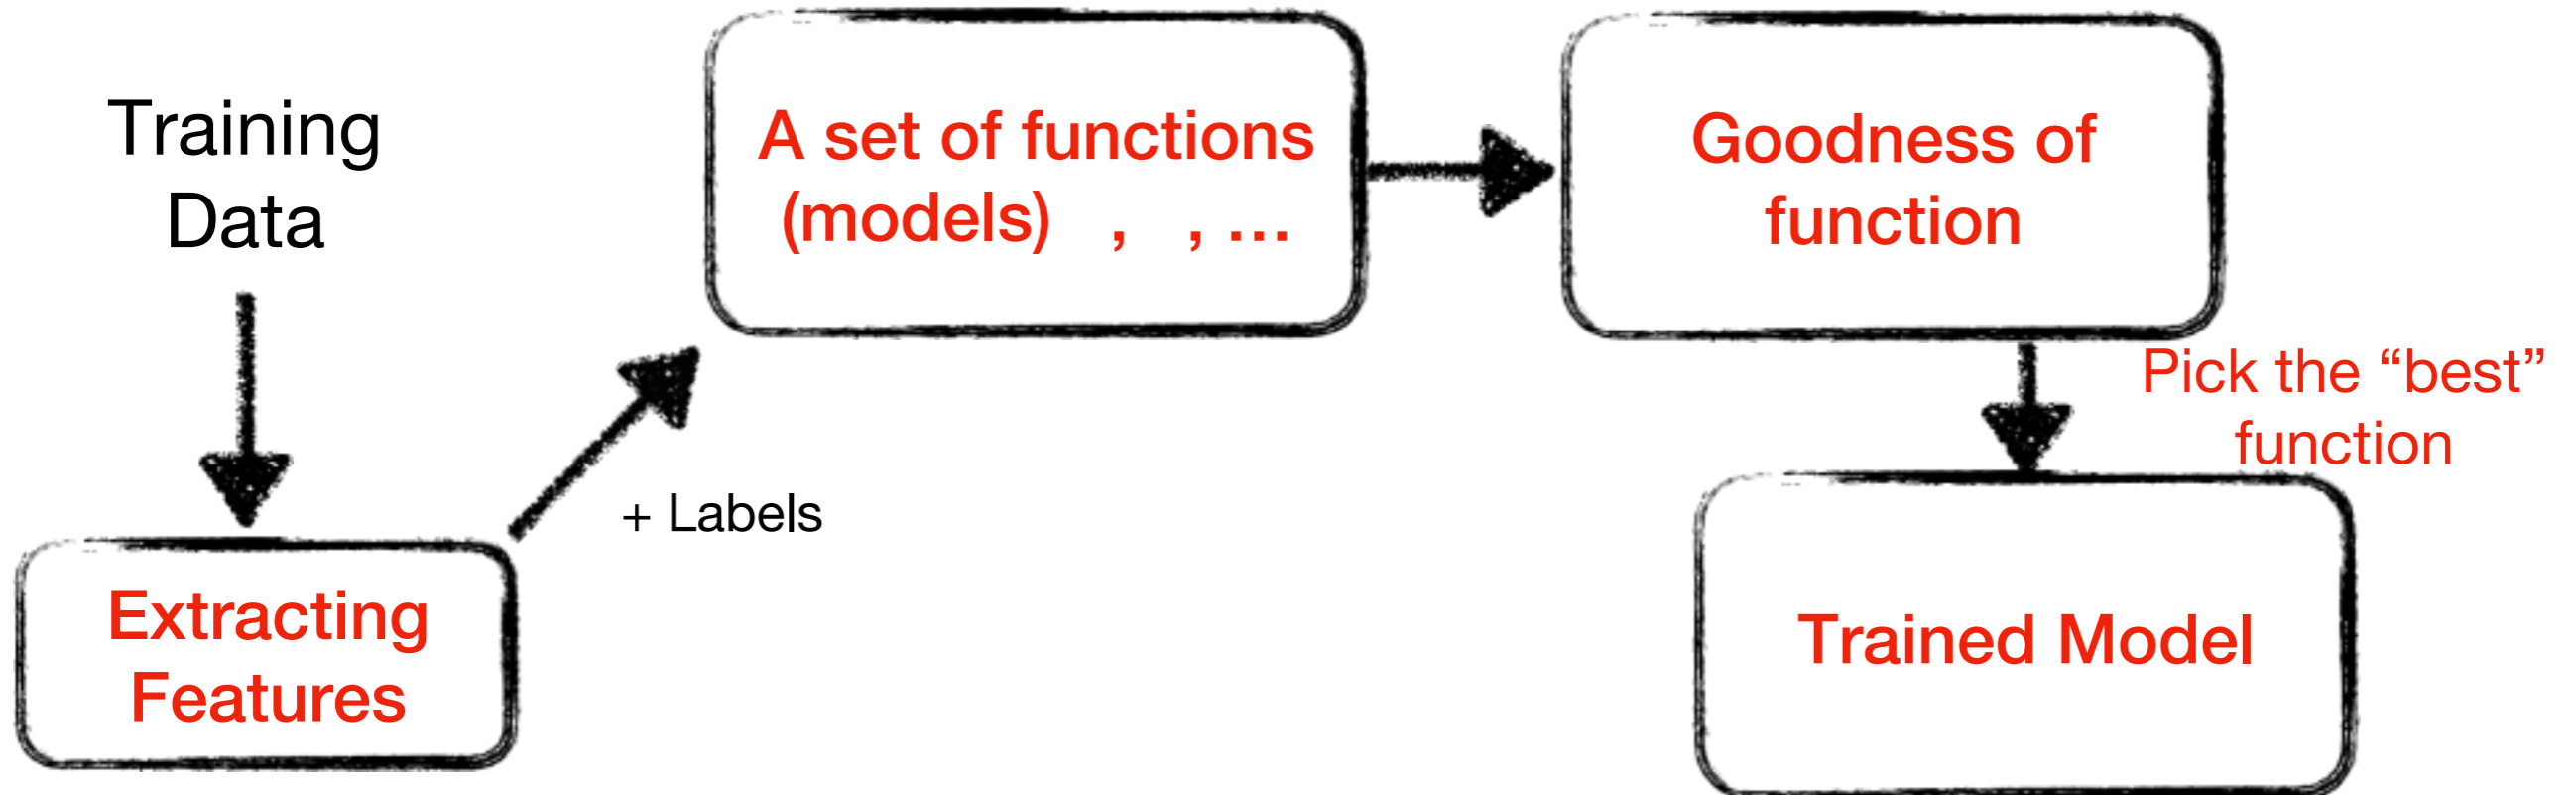 Training
Data
Extracting
Features
+ Labels
A set of functions
(models) , , ...
Goodness of
function
Pick the “best”
function
Trained Model